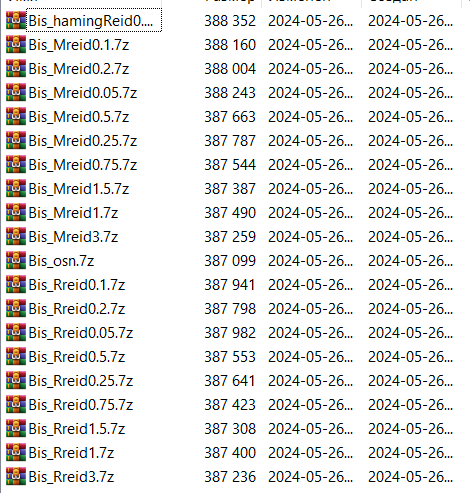 Bis_hamingReid0.... 388 352 2024-05-26... 2024-05-26...
Bis_Mreid0.1.7z 388 160 2024-05-26... 2024-05-26...
Bis_Mreid0.2.7z 388 004 2024-05-26... 2024-05-26...
Bis_Mreid0.05.7z 388 243 2024-05-26... 2024-05-26...
Bis_Mreid0.5.7z 387 663 2024-05-26... 2024-05-26...
Bis_Mreid0.25.7z 387 787 2024-05-26... 2024-05-26...
Bis_Mreid0.75.7z 387 544 2024-05-26... 2024-05-26...
Bis_Mreid1.5.7z 387 387 2024-05-26... 2024-05-26...
Bis_Mreid1.7z 387 490 2024-05-26... 2024-05-26...
Bis_Mreid3.7z 387 259 2024-05-26... 2024-05-26...
Bis_osn.7z 387 099 2024-05-26... 2024-05-26...
Bis_Rreid0.1.7z 387 941 2024-05-26... 2024-05-26...
Bis_Rreid0.2.7z 387 798 2024-05-26... 2024-05-26...
Bis_Rreid0.05.7z 387 982 2024-05-26... 2024-05-26...
Bis_Rreid0.5.7z 387 553 2024-05-26... 2024-05-26...
Bis_Rreid0.25.7z 387 641 2024-05-26... 2024-05-26...
Bis_Rreid0.75.7z 387 423 2024-05-26... 2024-05-26...
Bis_Rreid1.5.7z 387 308 2024-05-26... 2024-05-26...
Bis_Rreid1.7z 387 400 2024-05-26... 2024-05-26...
Bis_Rreid3.7z 387 236 2024-05-26... 2024-05-26...